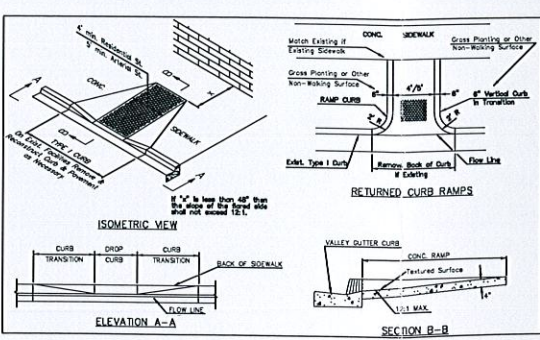 4' min. Residential St.
5' min. Arterial St.
A
B
CONC.
x
SIDEWALK
TYPE I CURB
On Exist. Facilities Remove &
Reconstruct Curb & Pavement
as Necessary
B
A
If "x" is less than 48" then
the slope of the flared side
shall not exceed 12:1.
ISOMETRIC VIEW
CONC. SIDEWALK
Match Existing if
Existing Sidewalk
Grass Planting or Other
Non-Walking Surface
Grass Planting or Other
Non-Walking Surface
6" 4'/5' 6"
RAMP CURB
6" Vertical Curb
in Transition
2' R
2' R
Exist. Type I Curb
Remov. Back of Curb
if Existing
Flow Line
RETURNED CURB RAMPS
CURB
TRANSITION
DROP
CURB
CURB
TRANSITION
BACK OF SIDEWALK
FLOW LINE
ELEVATION A-A
VALLEY GUTTER CURB
CONC. RAMP
Textured Surface
12:1 MAX.
4"
SECTION B-B